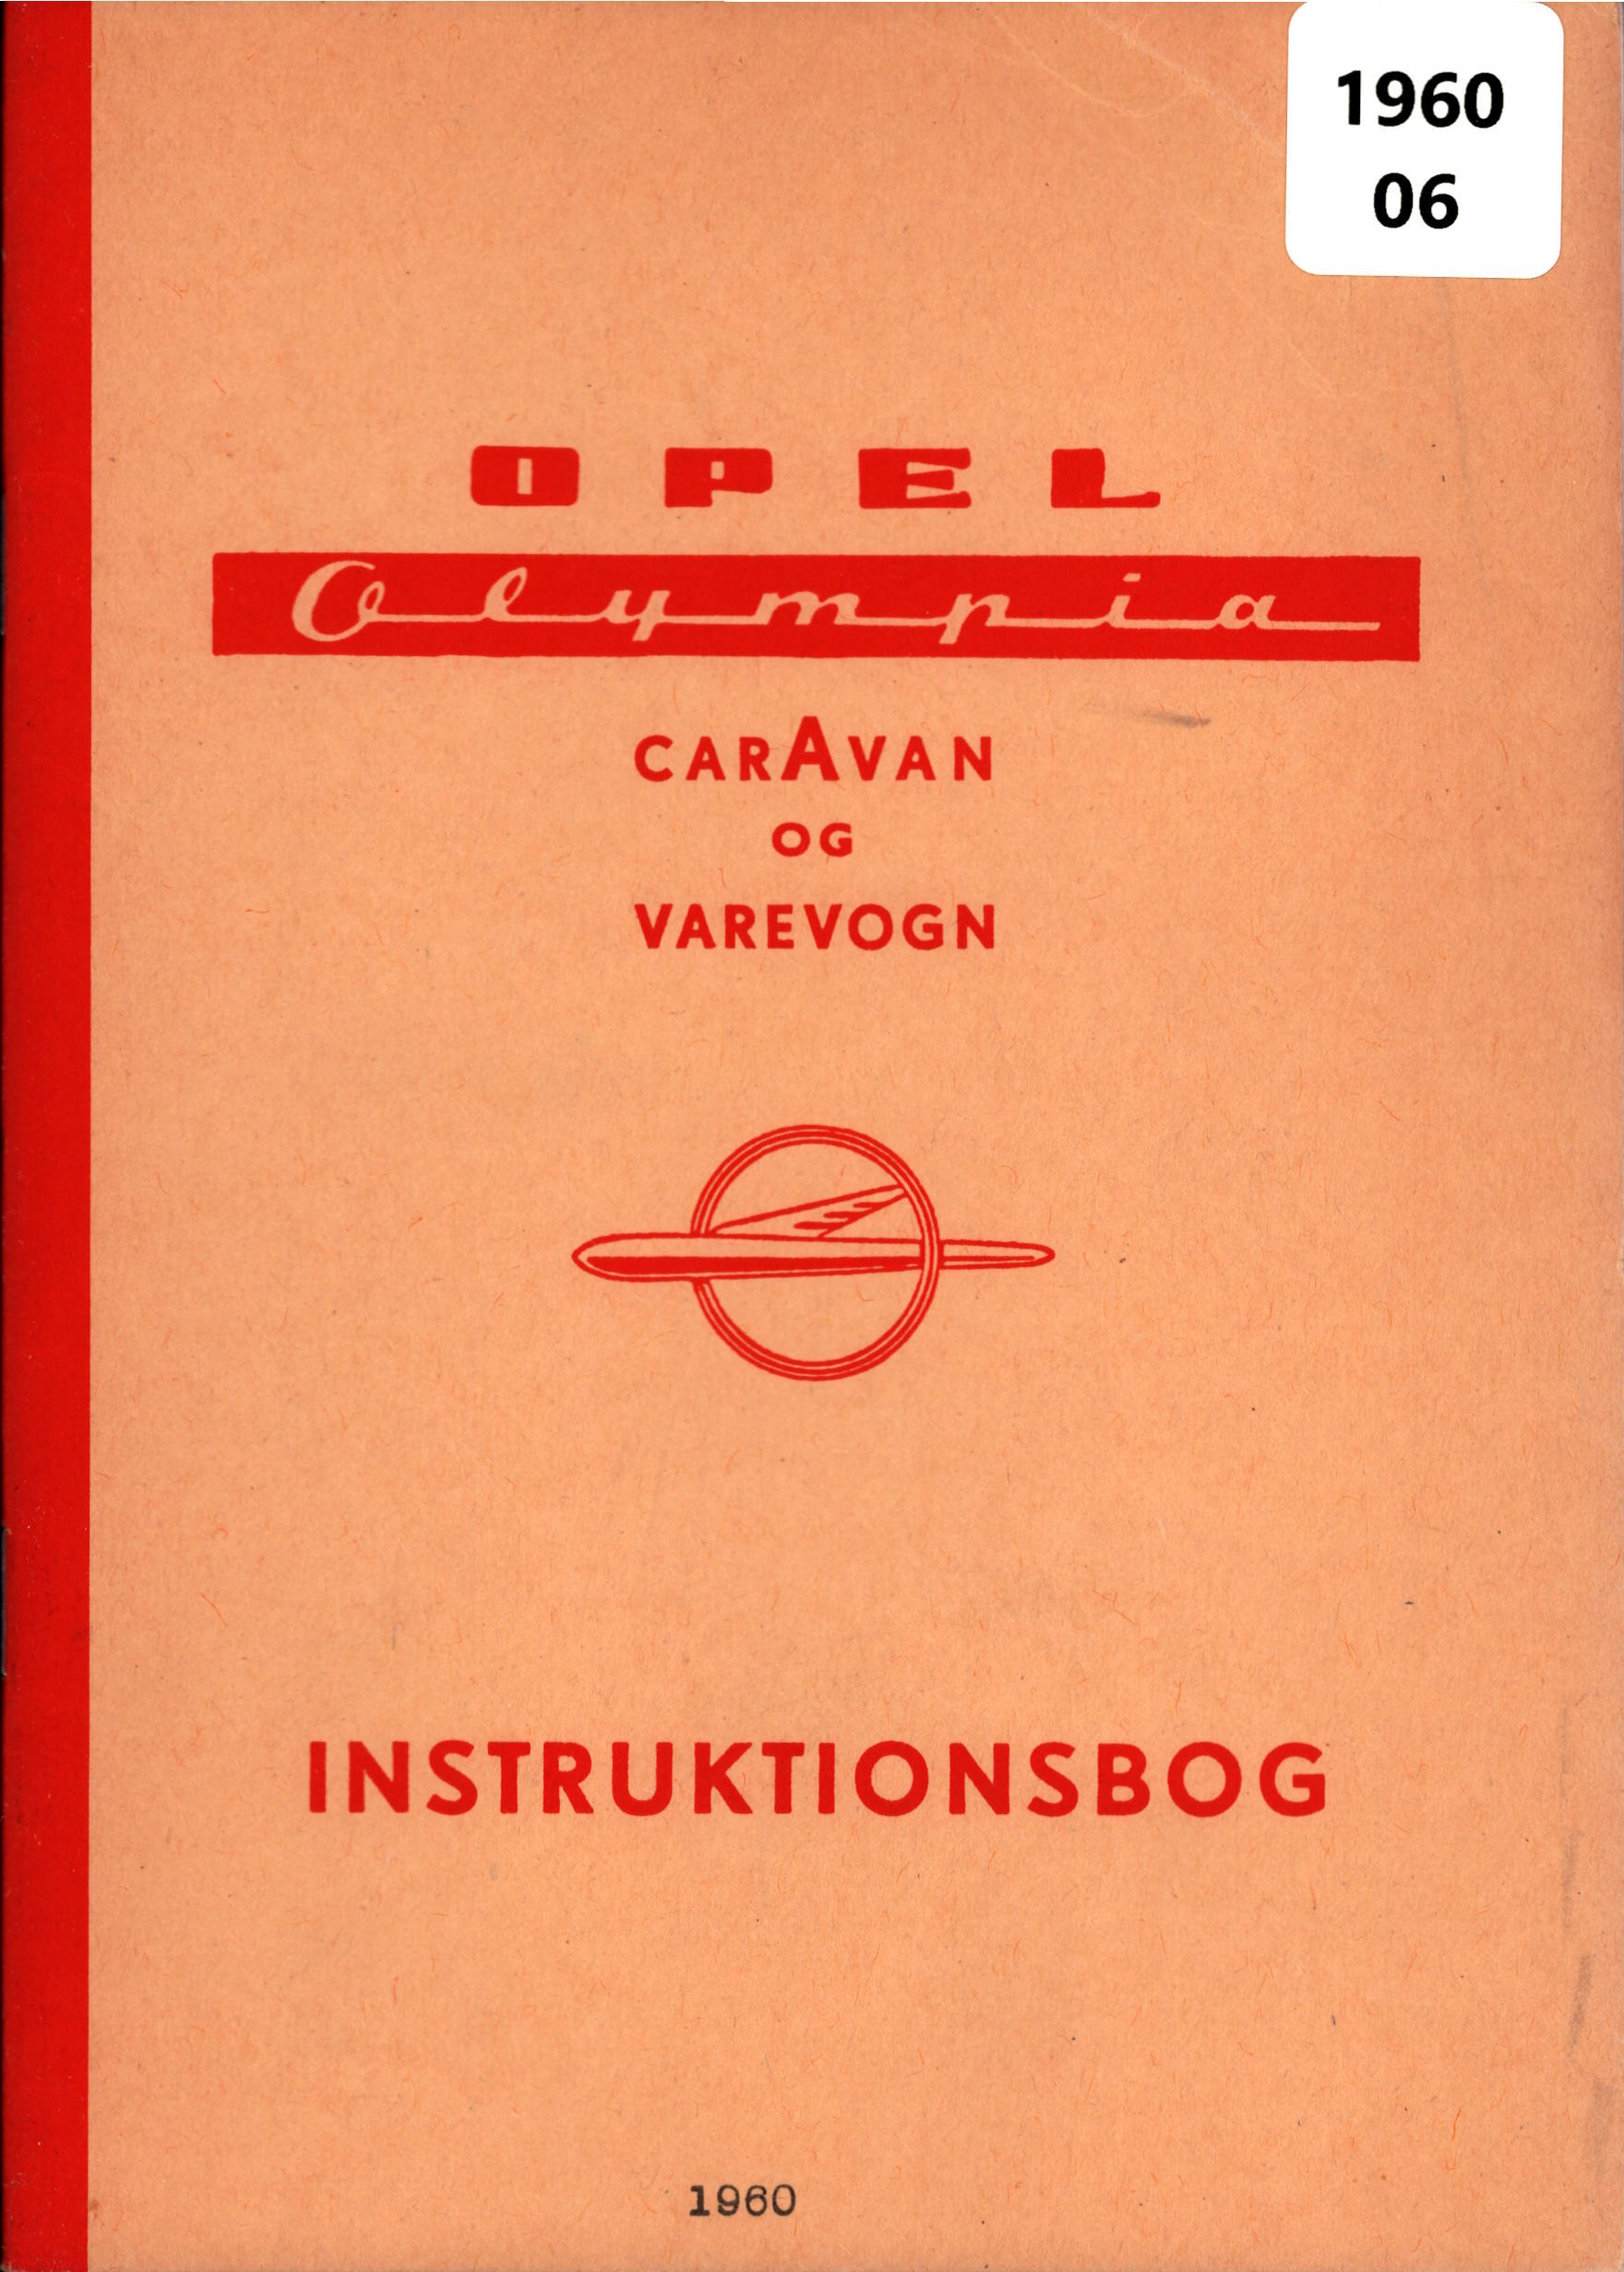 1960
06
OPEL
Olympia
CARAVAN
OG
VAREVOGN
INSTRUKTIONSBOG
1960